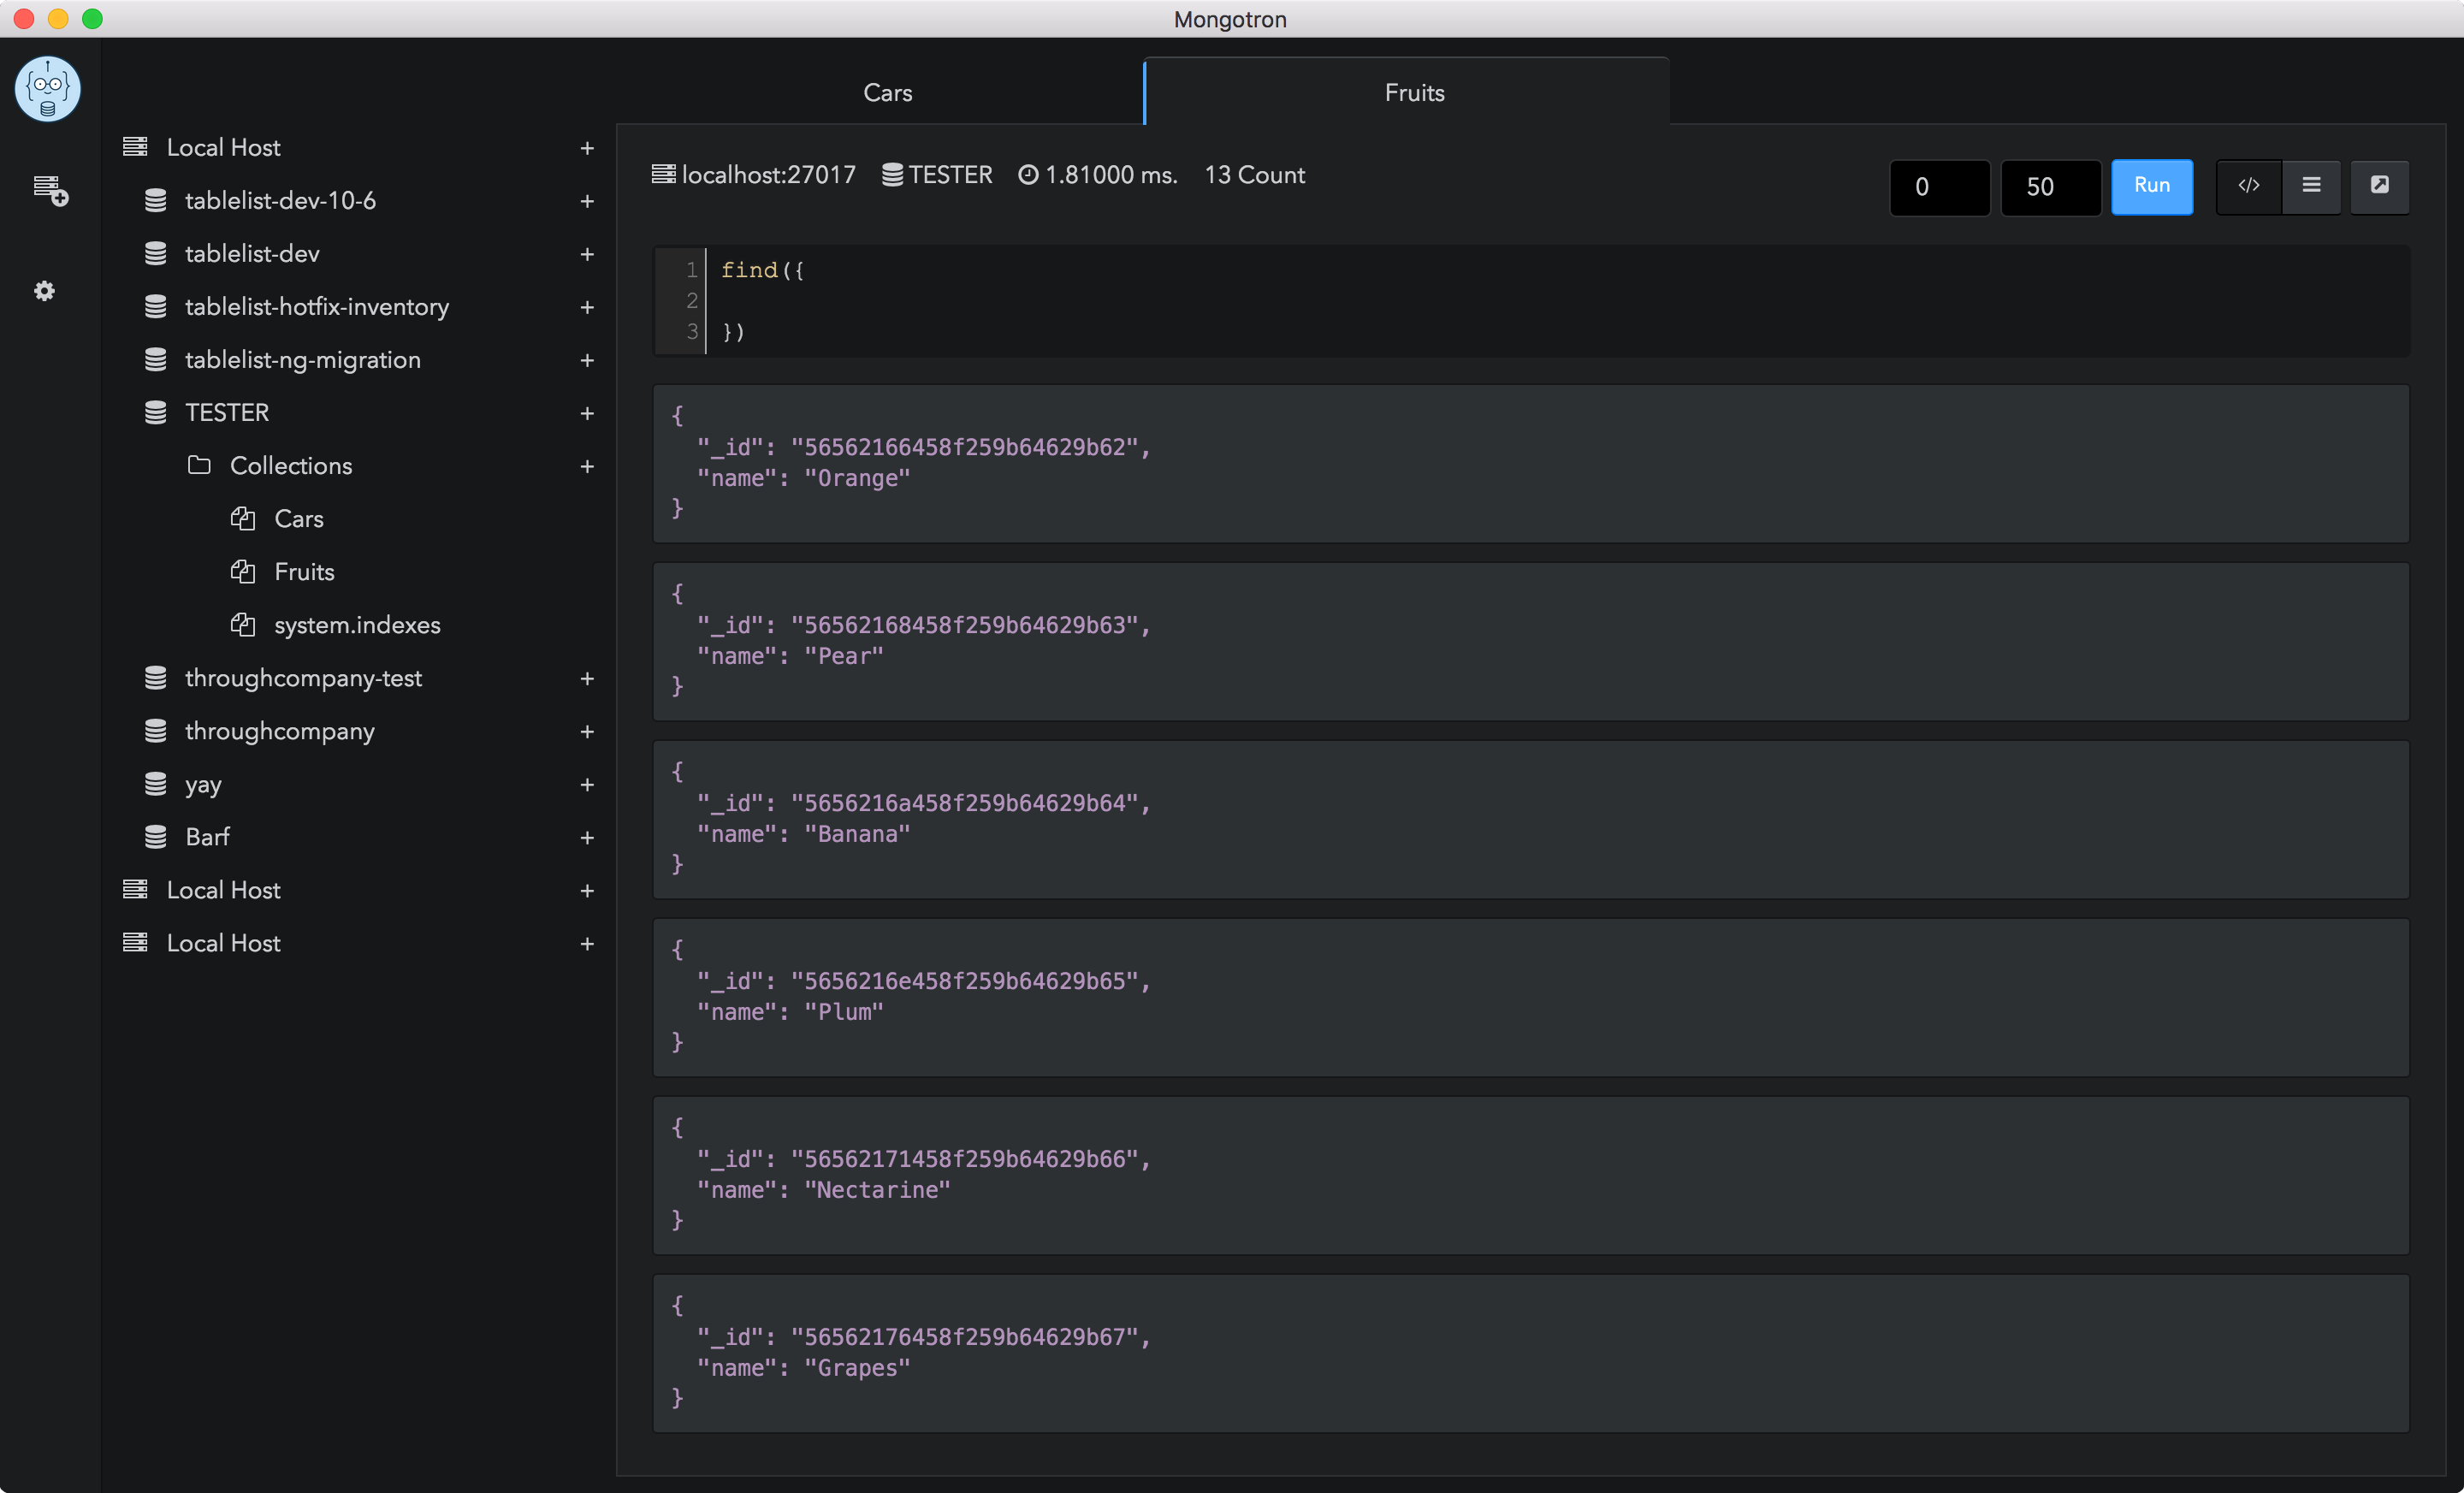 Mongotron
Cars
Fruits
Local Host +
tablelist-dev-10-6 +
tablelist-dev +
tablelist-hotfix-inventory +
tablelist-ng-migration +
TESTER +
Collections +
Cars
Fruits
system.indexes
throughcompany-test +
throughcompany +
yay +
Barf +
Local Host +
Local Host +
localhost:27017 TESTER 1.81000 ms. 13 Count
0 50 Run </>
1 find({
2
3 })
{
"_id": "56562166458f259b64629b62",
"name": "Orange"
}
{
"_id": "56562168458f259b64629b63",
"name": "Pear"
}
{
"_id": "5656216a458f259b64629b64",
"name": "Banana"
}
{
"_id": "5656216e458f259b64629b65",
"name": "Plum"
}
{
"_id": "56562171458f259b64629b66",
"name": "Nectarine"
}
{
"_id": "56562176458f259b64629b67",
"name": "Grapes"
}